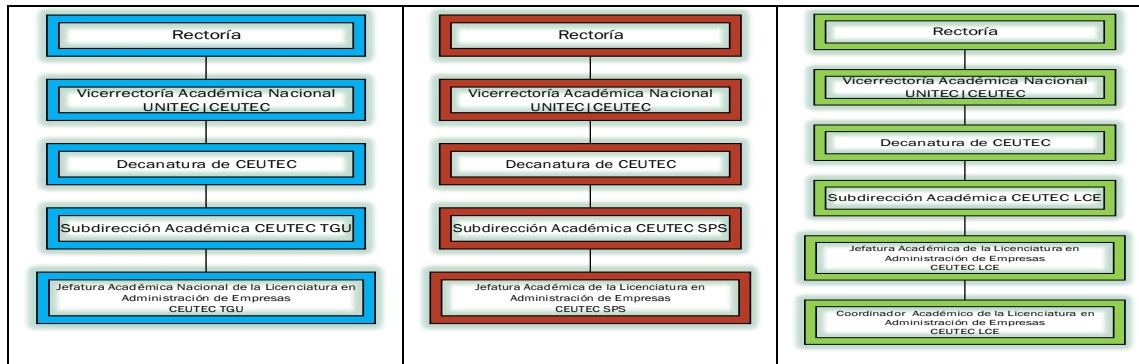 Rectoría
Vicerrectoría Académica Nacional
UNITEC|CEUTEC
Decanatura de CEUTEC
Subdirección Académica CEUTEC TGU
Jefatura Académica Nacional de la Licenciatura en
Administración de Empresas
CEUTEC TGU
Rectoría
Vicerrectoría Académica Nacional
UNITEC|CEUTEC
Decanatura de CEUTEC
Subdirección Académica CEUTEC SPS
Jefatura Académica de la Licenciatura en
Administración de Empresas
CEUTEC SPS
Rectoría
Vicerrectoría Académica Nacional
UNITEC|CEUTEC
Decanatura de CEUTEC
Subdirección Académica CEUTEC LCE
Jefatura Académica de la Licenciatura en
Administración de Empresas
CEUTEC LCE
Coordinador Académico de la Licenciatura en
Administración de Empresas
CEUTEC LCE